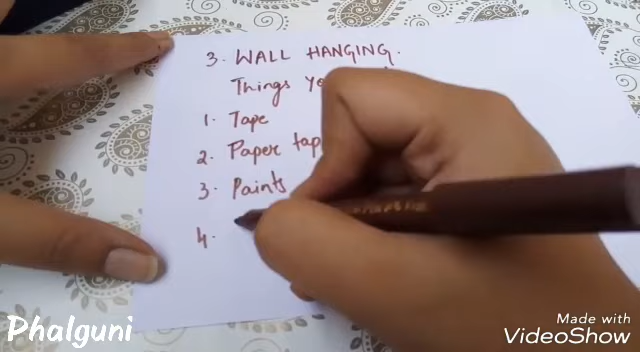 3. WALL HANGING.
Things
1. Tape
2. Paper
3. Paints
4.
Phalguni
Made with
VideoShow